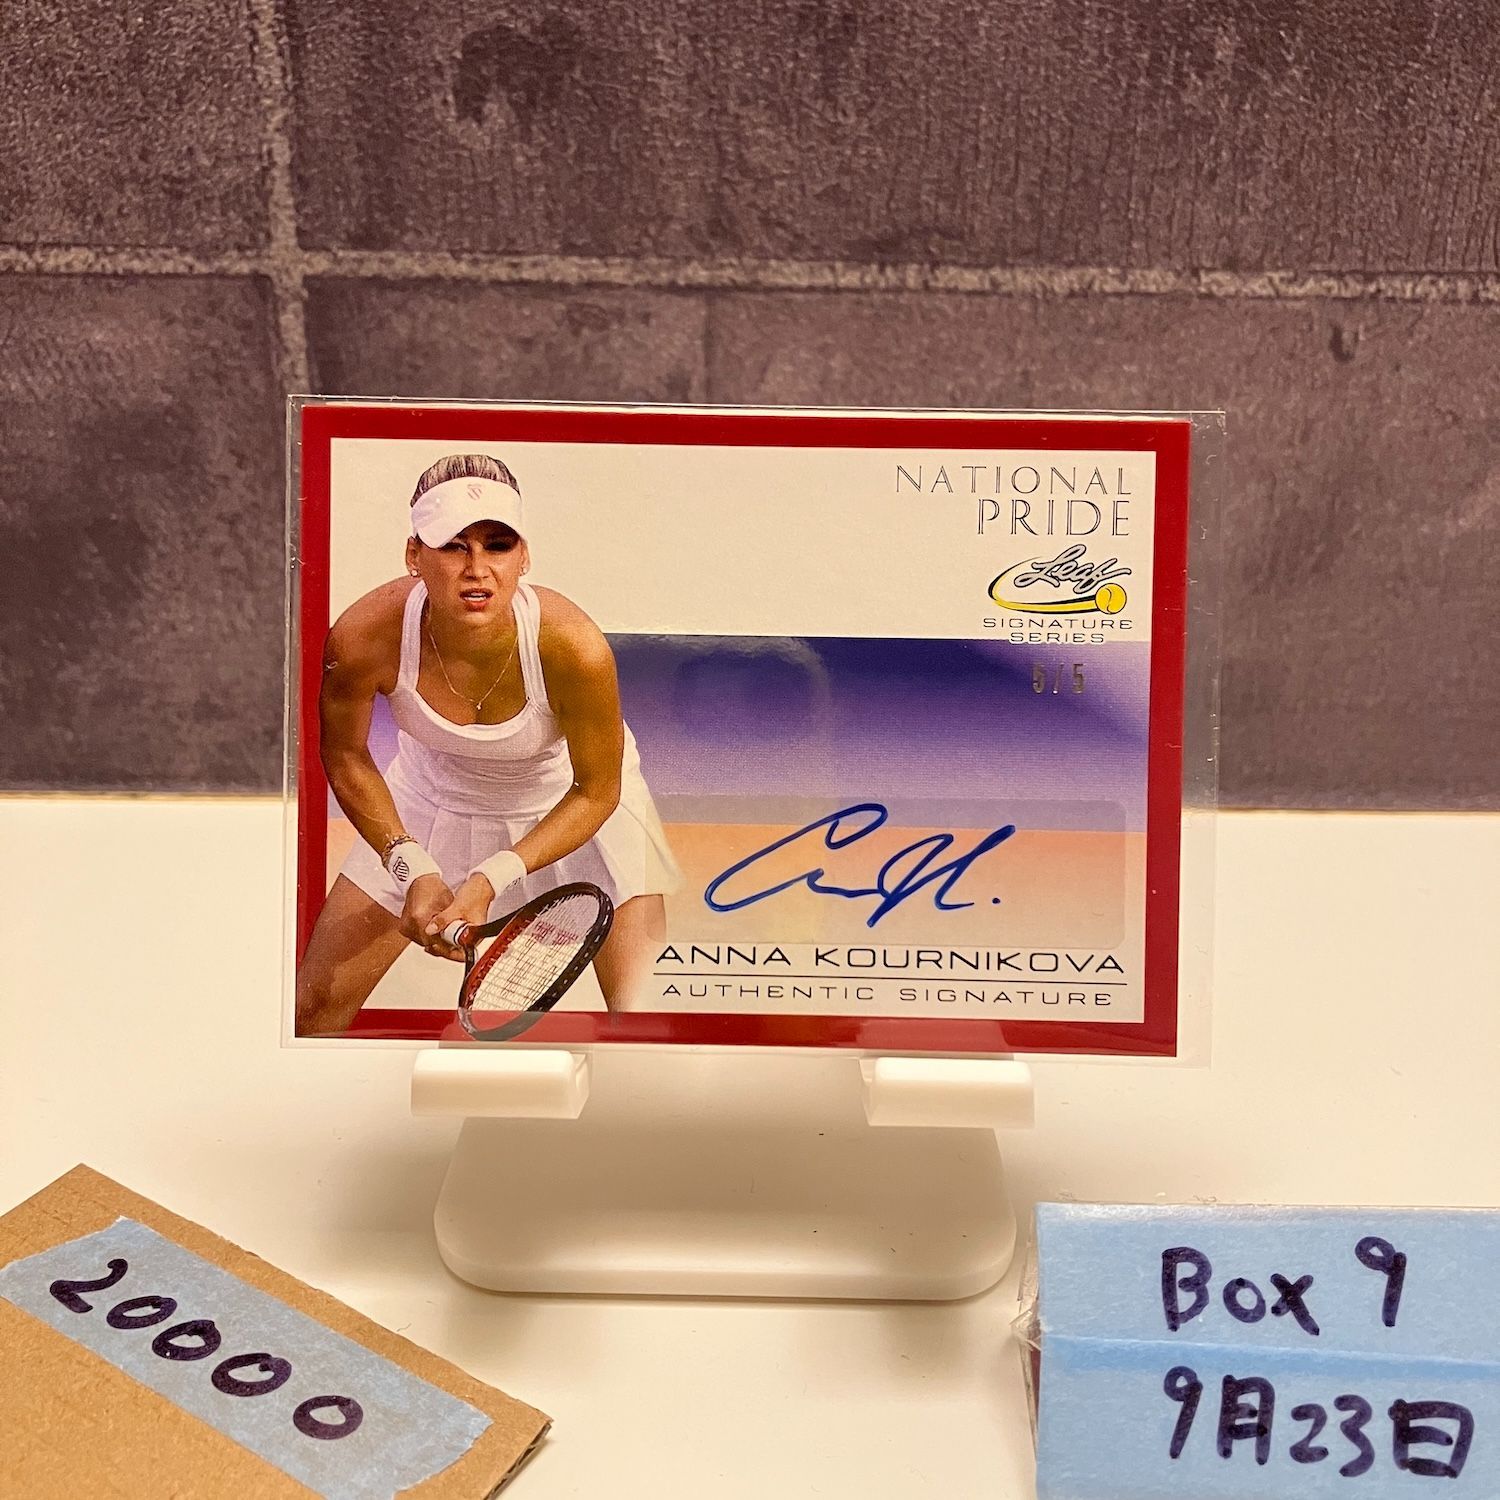 NATIONAL
PRIDE
Leaf
SIGNATURE
SERIES
5/5
ANNA KOURNIKOVA
AUTHENTIC SIGNATURE
20000
Box 9
9月23日